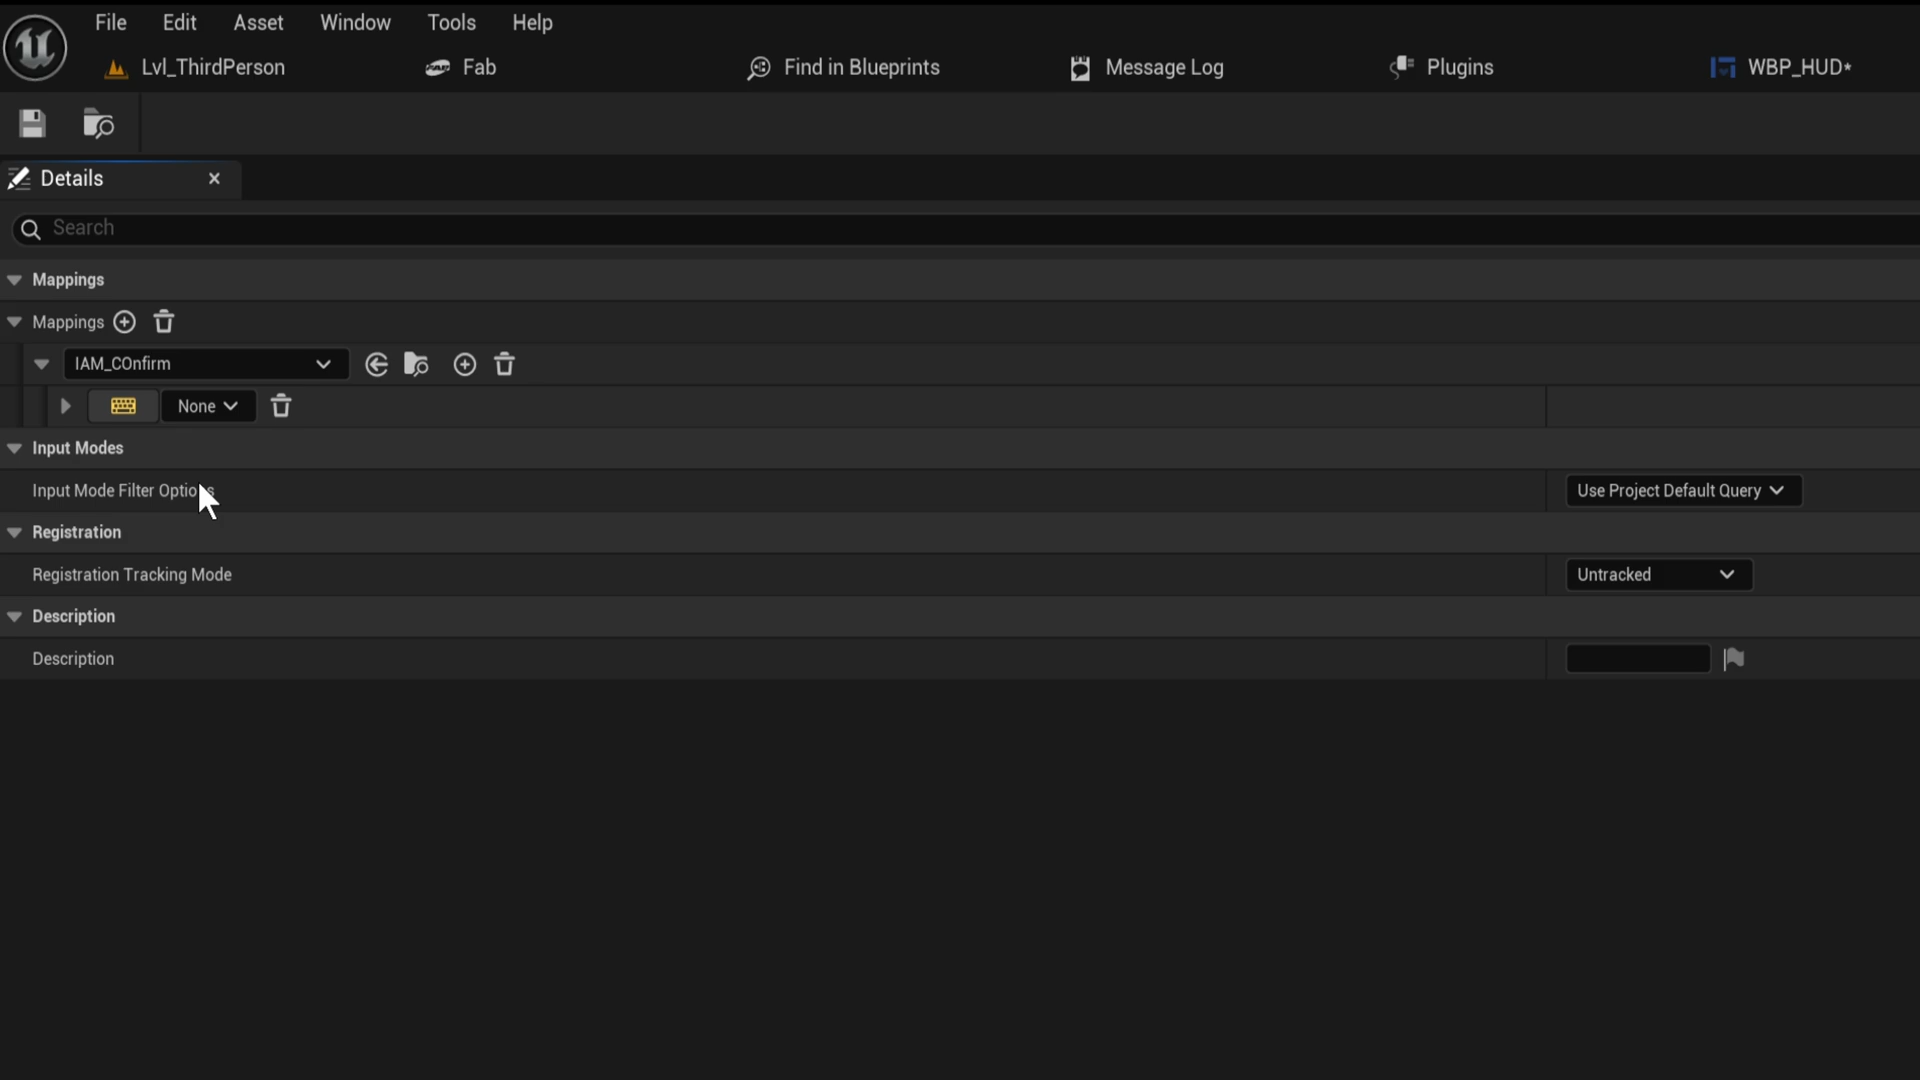 File Edit Asset Window Tools Help
Lvl_ThirdPerson Fab Find in Blueprints Message Log Plugins WBP_HUD*
Details
Search
Mappings
Mappings
IAM_COnfirm
None
Input Modes
Input Mode Filter Options Use Project Default Query
Registration
Registration Tracking Mode Untracked
Description
Description